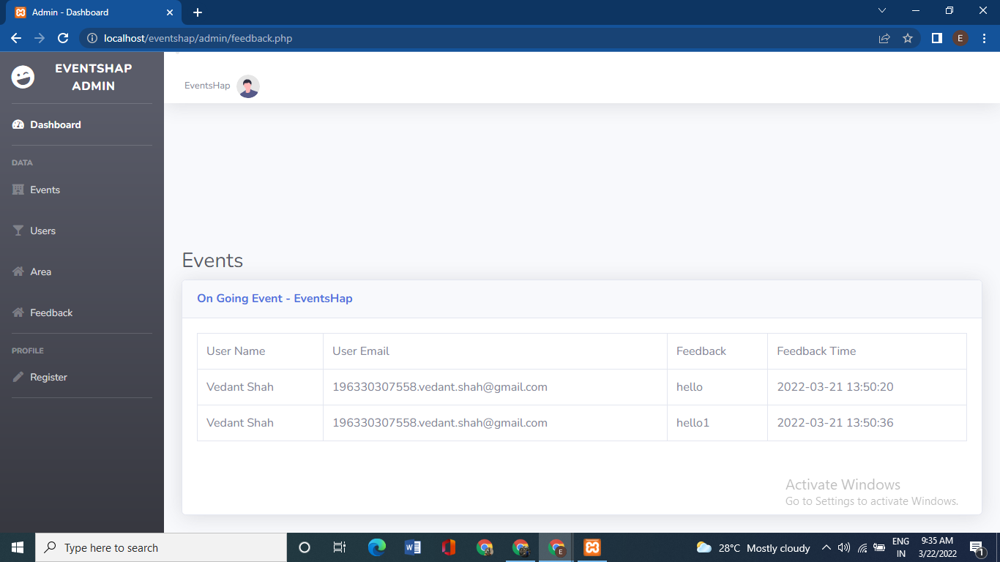 Admin - Dashboard
localhost/eventshap/admin/feedback.php
E
EVENTSHAP
ADMIN
EventsHap
Dashboard
DATA
Events
Users
Area
Feedback
PROFILE
Register
Events
On Going Event - EventsHap
User Name User Email Feedback Feedback Time
Vedant Shah 196330307558.vedant.shah@gmail.com hello 2022-03-21 13:50:20
Vedant Shah 196330307558.vedant.shah@gmail.com hello1 2022-03-21 13:50:36
Activate Windows
Go to Settings to activate Windows.
Type here to search
E
28°C Mostly cloudy
ENG
IN
9:35 AM
3/22/2022
1